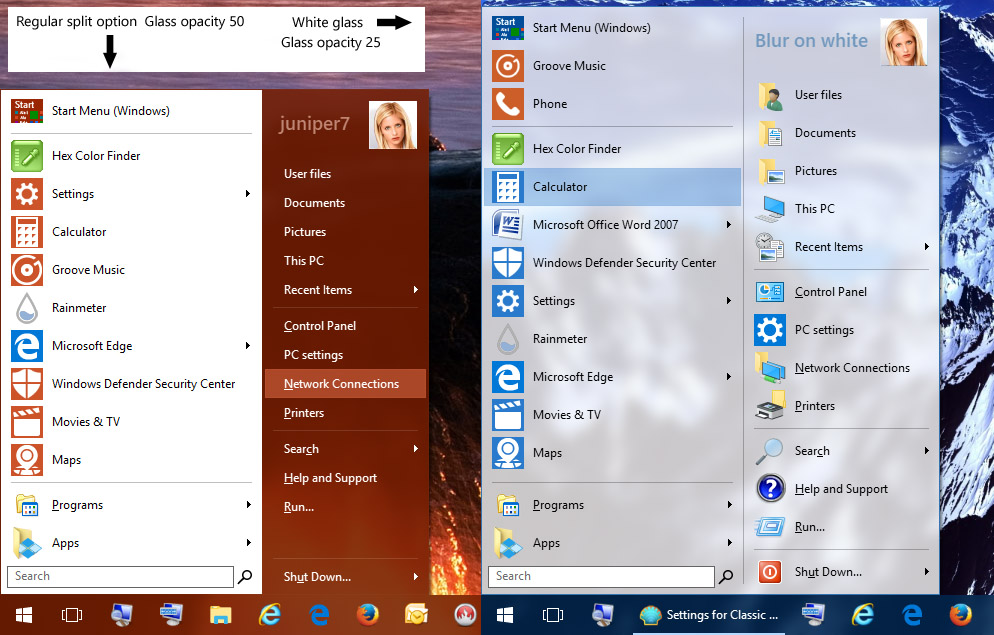 Regular split option  Glass opacity 50
White glass
Glass opacity 25
Start
Start Menu (Windows)
Hex Color Finder
Settings
Calculator
Groove Music
Rainmeter
Microsoft Edge
Windows Defender Security Center
Movies & TV
Maps
Programs
Apps
Search
juniper7
User files
Documents
Pictures
This PC
Recent Items
Control Panel
PC settings
Network Connections
Printers
Search
Help and Support
Run...
Shut Down...
Start
Start Menu (Windows)
Groove Music
Phone
Hex Color Finder
Calculator
Microsoft Office Word 2007
Windows Defender Security Center
Settings
Rainmeter
Microsoft Edge
Movies & TV
Maps
Programs
Apps
Search
Blur on white
User files
Documents
Pictures
This PC
Recent Items
Control Panel
PC settings
Network Connections
Printers
Search
Help and Support
Run...
Shut Down...
Settings for Classic ...